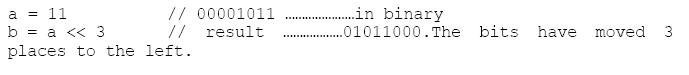 a = 11 // 00001011 .....................in binary
b = a << 3 // result ..................01011000.The bits have moved 3
places to the left.